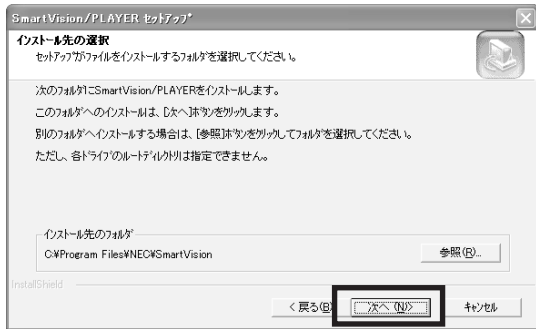 SmartVision/PLAYER ｾｯﾄｱｯﾌﾟ
インストール先の選択
ｾｯﾄｱｯﾌﾟがファイルをインストールするフォルダを選択してください。
次のフォルダにSmartVision/PLAYERをインストールします。
このフォルダへのインストールは、[次へ]ボタンをクリックします。
別のフォルダへインストールする場合は、[参照]ボタンをクリックしてフォルダを選択してください。
ただし、各ドライブのルートディレクトリは指定できません。
インストール先のフォルダ
C:¥Program Files¥NEC¥SmartVision
参照(R)...
InstallShield
< 戻る(B)
次へ (N)>
キャンセル